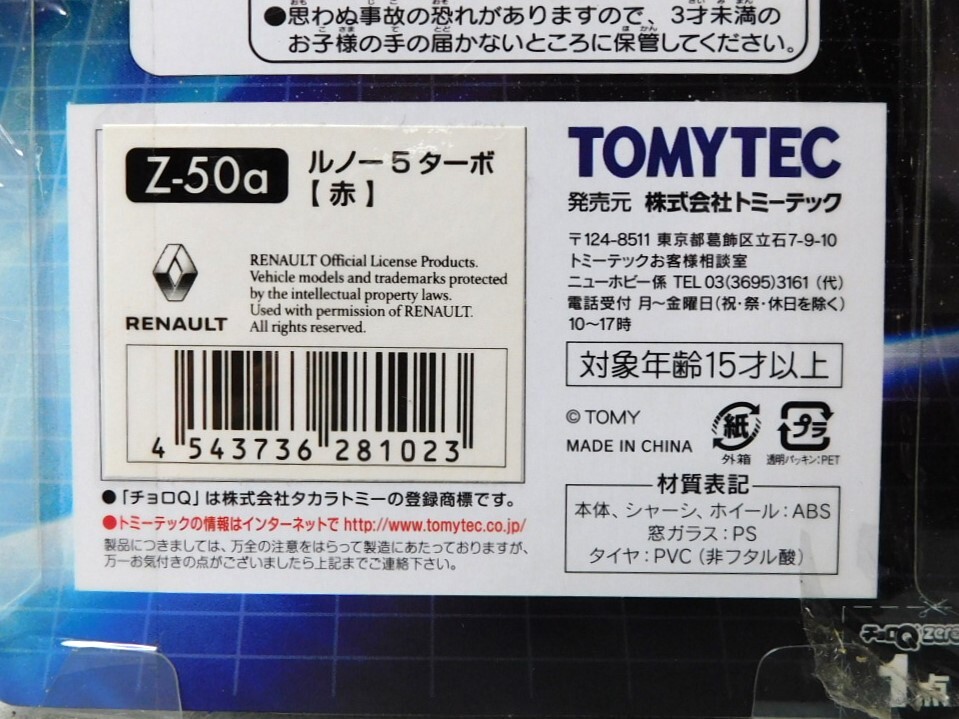 ●思わぬ事故の恐れがありますので、3才未満の
お子様の手の届かないところに保管してください。
Z-50a
ルノー5ターボ
【赤】
RENAULT
RENAULT Official License Products.
Vehicle models and trademarks protected
by the intellectual property laws.
Used with permission of RENAULT.
All rights reserved.
4 543736 281023
●「チョロQ」は株式会社タカラトミーの登録商標です。
●トミーテックの情報はインターネットで http://www.tomytec.co.jp/
製品につきましては、万全の注意をはらって製造にあたっておりますが、
万一お気付きの点がございましたら上記までご連絡下さい。
TOMYTEC
発売元 株式会社トミーテック
〒124-8511 東京都葛飾区立石7-9-10
トミーテックお客様相談室
ニューホビー係 TEL 03(3695)3161 (代)
電話受付 月～金曜日(祝・祭・休日を除く)
10～17時
対象年齢15才以上
© TOMY
MADE IN CHINA
紙
外箱
プラ
透明パッキン:PET
材質表記
本体、シャーシ、ホイール:ABS
窓ガラス:PS
タイヤ:PVC (非フタル酸)
チョロQ zero
1点